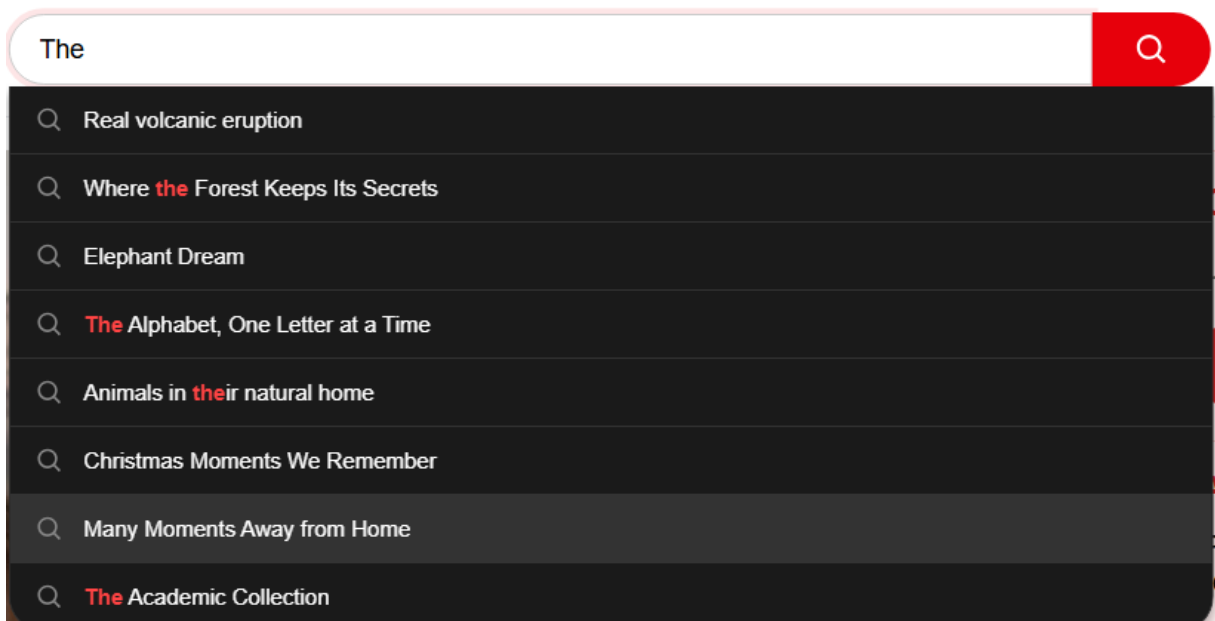 The
Real volcanic eruption
Where the Forest Keeps Its Secrets
Elephant Dream
The Alphabet, One Letter at a Time
Animals in their natural home
Christmas Moments We Remember
Many Moments Away from Home
The Academic Collection